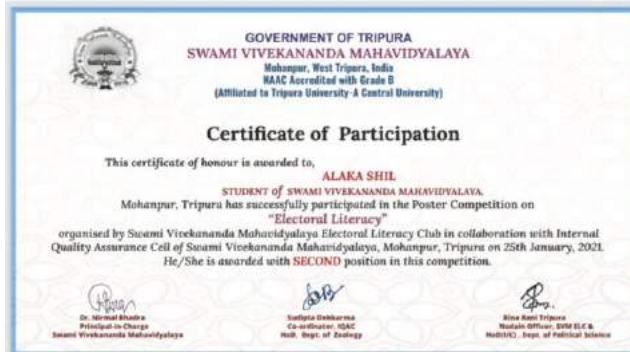 GOVERNMENT OF TRIPURA
SWAMI VIVEKANANDA MAHAVIDYALAYA
Mohanpur, West Tripura, India
NAAC Accredited with Grade B
(Affiliated to Tripura University-A Central University)
Certificate of Participation
This certificate of honour is awarded to,
ALAKA SHIL
STUDENT of SWAMI VIVEKANANDA MAHAVIDYALAYA,
Mohanpur, Tripura has successfully participated in the Poster Competition on
"Electoral Literacy"
organised by Swami Vivekananda Mahavidyalaya Electoral Literacy Club in collaboration with Internal
Quality Assurance Cell of Swami Vivekananda Mahavidyalaya, Mohanpur, Tripura on 25th January, 2021.
He/She is awarded with SECOND position in this competition.
Dr. Nirmal Bhadra
Principal-in-Charge
Swami Vivekananda Mahavidyalaya
Sudipta Debbarma
Co-ordinator, IQAC
HoD, Dept. of Zoology
Bina Rani Tripura
Nodain Officer, SVM ELC &
HoD(I/C), Dept. of Political Science